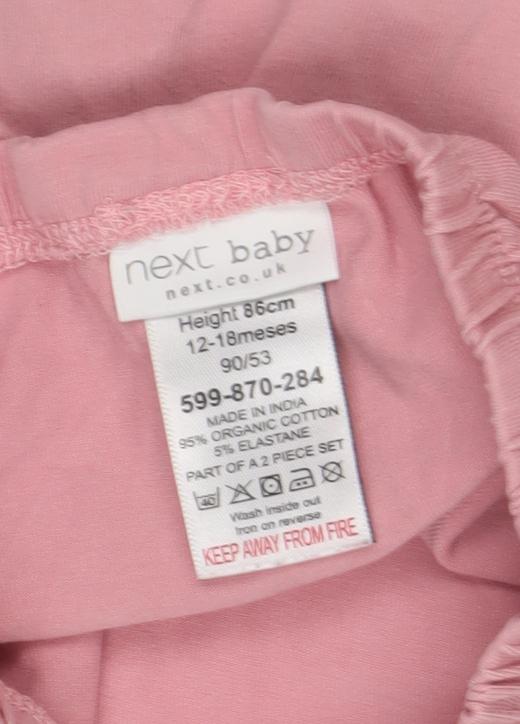 next baby
next.co.uk
Height 86cm
12-18meses
90/53
599-870-284
MADE IN INDIA
95% ORGANIC COTTON
5% ELASTANE
PART OF A 2 PIECE SET
40
Wash inside out
Iron on reverse
KEEP AWAY FROM FIRE